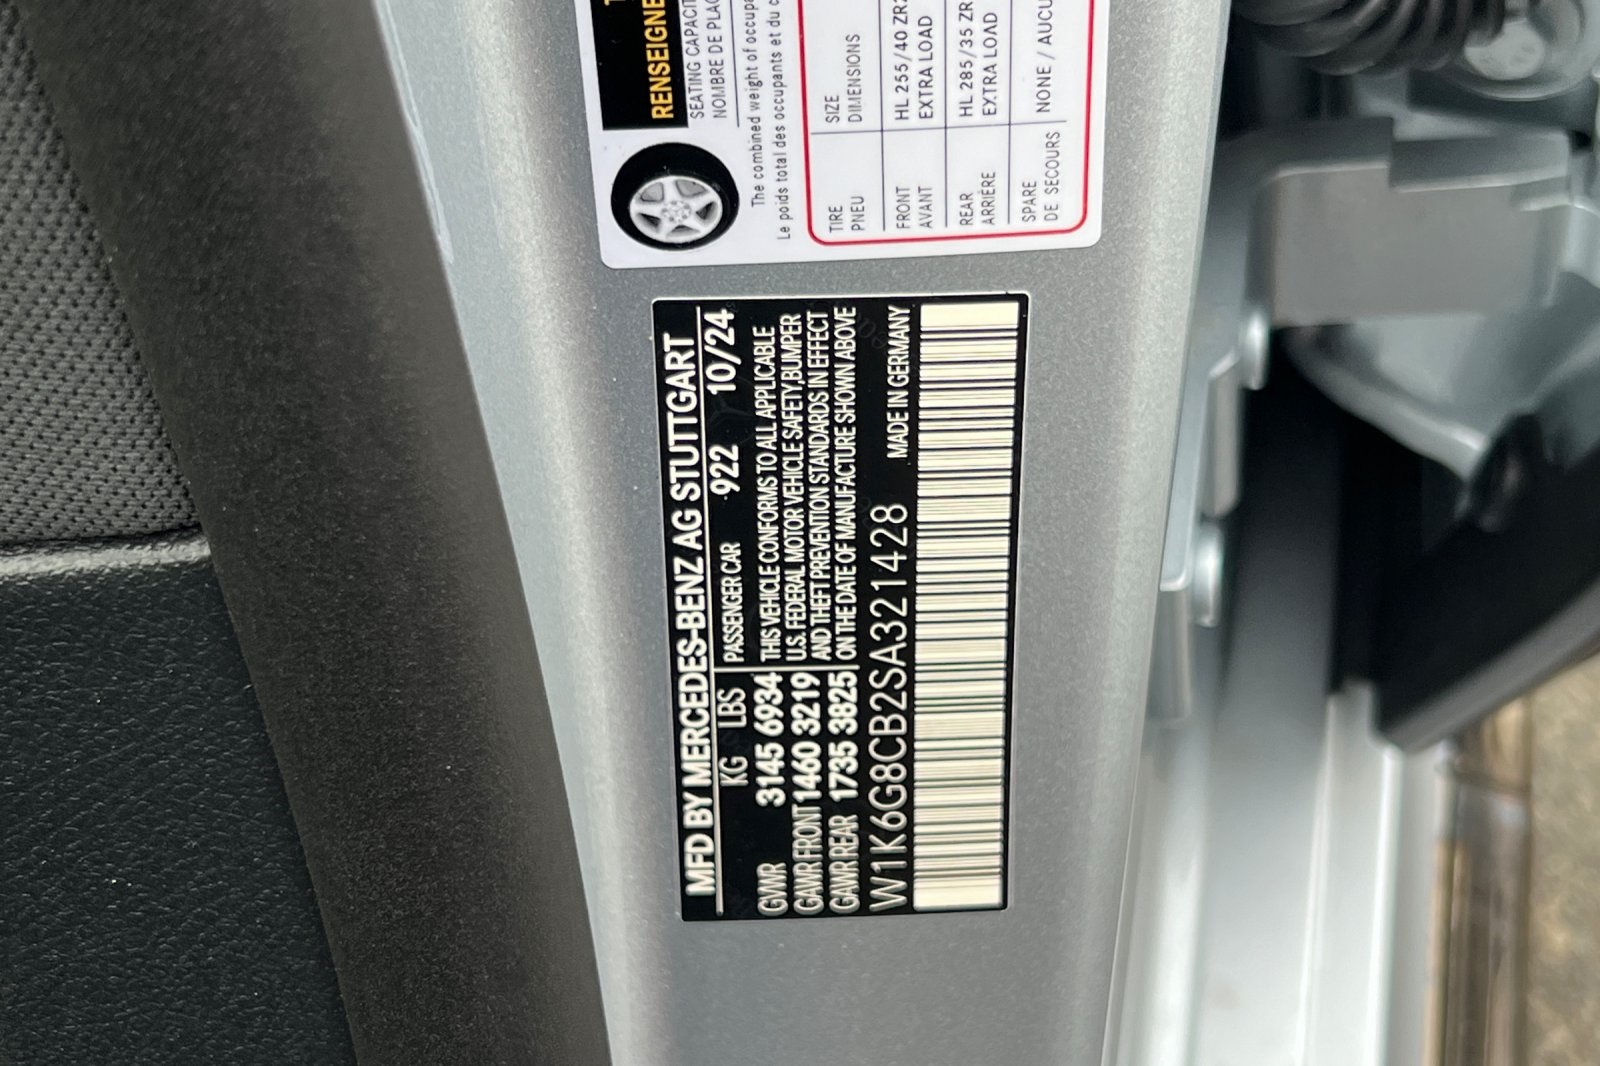 RENSEIGNE
SEATING CAPACIT
NOMBRE DE PLAC
The combined weight of occupa
Le poids total des occupants et du c
TIRE SIZE
PNEU DIMENSIONS
FRONT HL 255/40 ZR2
AVANT EXTRA LOAD
REAR HL 285/35 ZR
ARRIÈRE EXTRA LOAD
SPARE NONE / AUCU
DE SECOURS
MFD BY MERCEDES-BENZ AG STUTTGART
KG LBS PASSENGER CAR 922 10/24
GVWR 3145 6934 THIS VEHICLE CONFORMS TO ALL APPLICABLE
GAWR FRONT 1460 3219 U.S. FEDERAL MOTOR VEHICLE SAFETY,BUMPER
AND THEFT PREVENTION STANDARDS IN EFFECT
GAWR REAR 1735 3825 ON THE DATE OF MANUFACTURE SHOWN ABOVE
W1K6G8CB2SA321428 MADE IN GERMANY